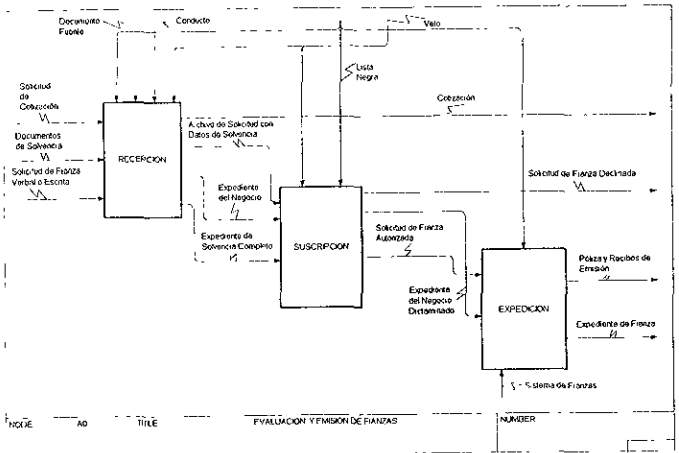 Documento
Fuente
Conducto
Velo
Lista
Negra
Solicitud
de
Cotización
Documentos
de Solvencia
Solicitud de Fianza
Verbal o Escrita
RECEPCION
Archivo de Solicitud con
Datos de Solvencia
Cotización
Expediente
del Negocio
Expediente de
Solvencia Completo
SUSCRIPCION
Solicitud de Fianza Declinada
Solicitud de Fianza
Autorizada
Expediente
del Negocio
Dictaminado
EXPEDICION
Póliza y Recibos de
Emisión
Expediente de Fianza
Sistema de Fianzas
NODE A0 TITLE EVALUACION Y EMISION DE FIANZAS NUMBER